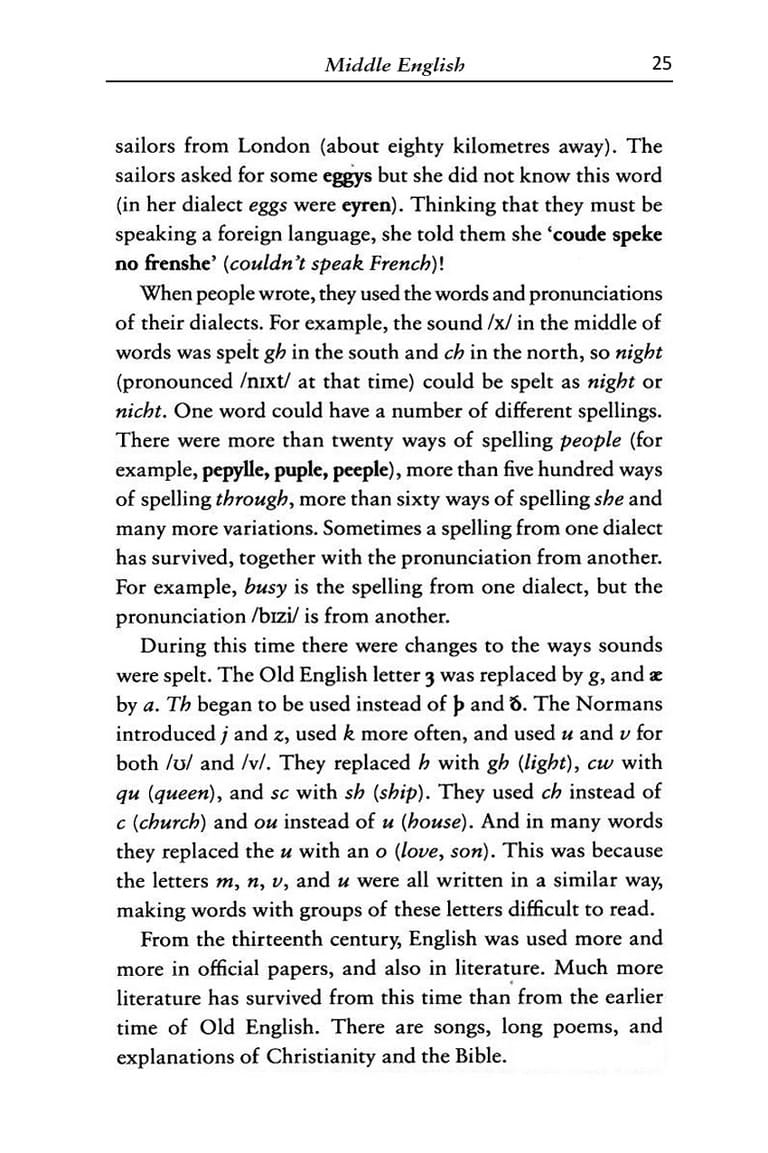 Middle English 25
sailors from London (about eighty kilometres away). The
sailors asked for some eggys but she did not know this word
(in her dialect eggs were eyren). Thinking that they must be
speaking a foreign language, she told them she ‘coude speke
no frenshe’ (couldn’t speak French)!
When people wrote, they used the words and pronunciations
of their dialects. For example, the sound /x/ in the middle of
words was spelt gh in the south and ch in the north, so night
(pronounced /nɪxt/ at that time) could be spelt as night or
nicht. One word could have a number of different spellings.
There were more than twenty ways of spelling people (for
example, pepylle, puple, peeple), more than five hundred ways
of spelling through, more than sixty ways of spelling she and
many more variations. Sometimes a spelling from one dialect
has survived, together with the pronunciation from another.
For example, busy is the spelling from one dialect, but the
pronunciation /bɪzi/ is from another.
During this time there were changes to the ways sounds
were spelt. The Old English letter ȝ was replaced by g, and æ
by a. Th began to be used instead of þ and ð. The Normans
introduced j and z, used k more often, and used u and v for
both /ʊ/ and /v/. They replaced h with gh (light), cw with
qu (queen), and sc with sh (ship). They used ch instead of
c (church) and ou instead of u (house). And in many words
they replaced the u with an o (love, son). This was because
the letters m, n, v, and u were all written in a similar way,
making words with groups of these letters difficult to read.
From the thirteenth century, English was used more and
more in official papers, and also in literature. Much more
literature has survived from this time than from the earlier
time of Old English. There are songs, long poems, and
explanations of Christianity and the Bible.